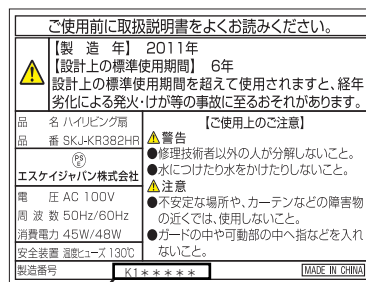 ご使用前に取扱説明書をよくお読みください。
【製造年】 2011年
【設計上の標準使用期間】 6年
設計上の標準使用期間を超えて使用されますと、経年
劣化による発火・けが等の事故に至るおそれがあります。
品名 ハイリビング扇
品番 SKJ-KR382HR
PSE
エスケイジャパン株式会社
電圧 AC 100V
周波数 50Hz/60Hz
消費電力 45W/48W
安全装置 温度ヒューズ 130℃
製造番号 K1*****
【ご使用上のご注意】
警告
●修理技術者以外の人が分解しないこと。
●水につけたり水をかけたりしないこと。
注意
●不安定な場所や、カーテンなどの障害物
の近くでは、使用しないこと。
●ガードの中や可動部の中へ指などを入れ
ないこと。
MADE IN CHINA